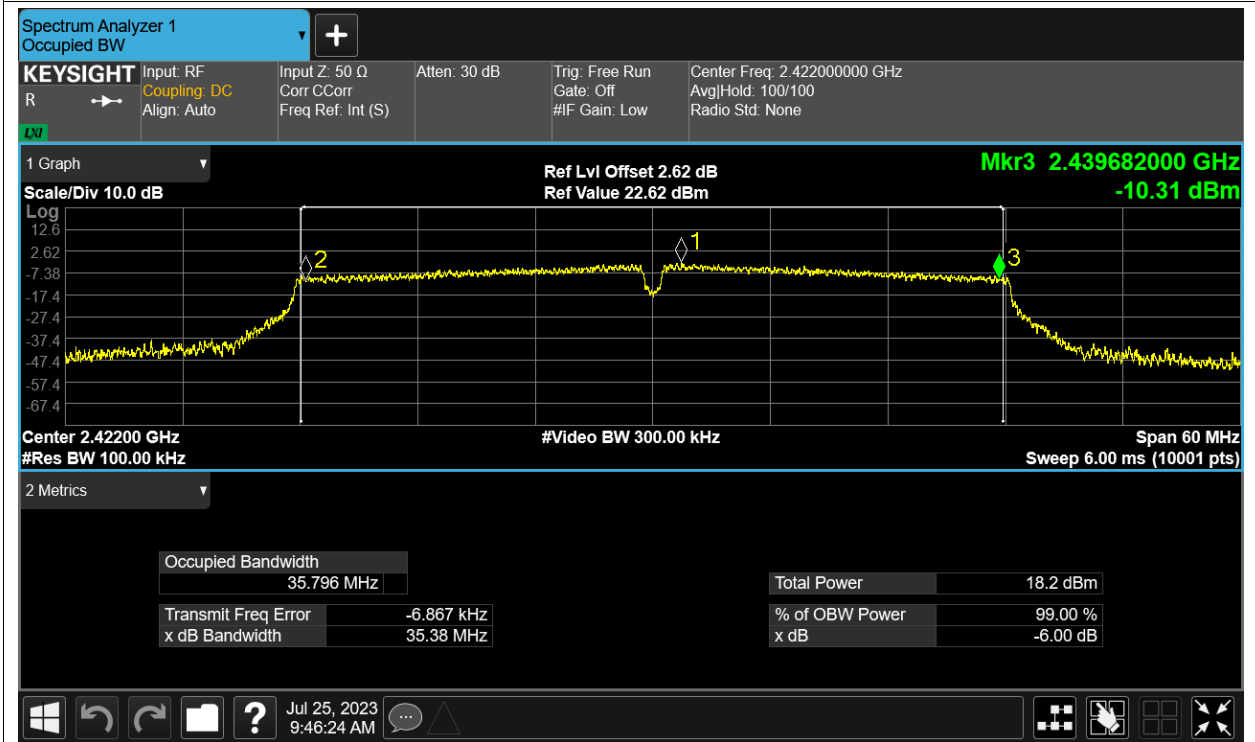 Spectrum Analyzer 1
Occupied BW
KEYSIGHT
R
LXI
Input: RF
Coupling: DC
Align: Auto
Input Z: 50 Ω
Corr CCorr
Freq Ref: Int (S)
Atten: 30 dB
Trig: Free Run
Gate: Off
#IF Gain: Low
Center Freq: 2.422000000 GHz
Avg|Hold: 100/100
Radio Std: None
1 Graph
Scale/Div 10.0 dB
Ref Lvl Offset 2.62 dB
Ref Value 22.62 dBm
Mkr3 2.439682000 GHz
-10.31 dBm
Log
12.6
2.62
-7.38
-17.4
-27.4
-37.4
-47.4
-57.4
-67.4
2
1
3
Center 2.42200 GHz
#Res BW 100.00 kHz
#Video BW 300.00 kHz
Span 60 MHz
Sweep 6.00 ms (10001 pts)
2 Metrics
Occupied Bandwidth
35.796 MHz
Transmit Freq Error -6.867 kHz
x dB Bandwidth 35.38 MHz
Total Power 18.2 dBm
% of OBW Power 99.00 %
x dB -6.00 dB
?
Jul 25, 2023
9:46:24 AM